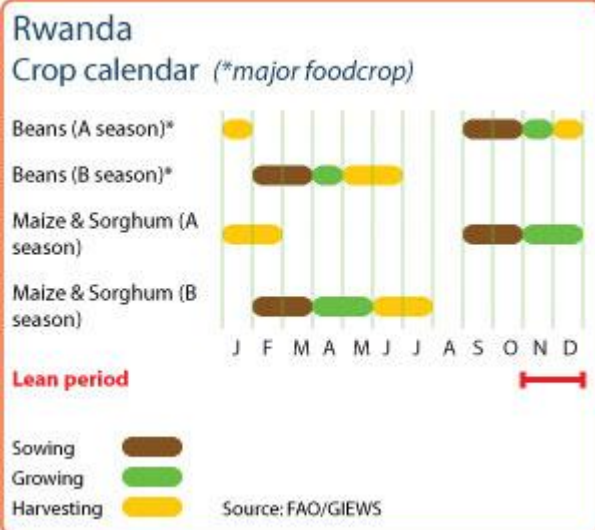 Rwanda
Crop calendar (*major foodcrop)
Beans (A season)*
Beans (B season)*
Maize & Sorghum (A
season)
Maize & Sorghum (B
season)
J F M A M J J A S O N D
Lean period
Sowing
Growing
Harvesting
Source: FAO/GIEWS